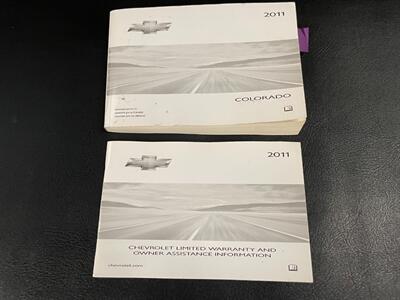 2011
COLORADO
2011
CHEVROLET LIMITED WARRANTY AND
OWNER ASSISTANCE INFORMATION
chevrolet.com